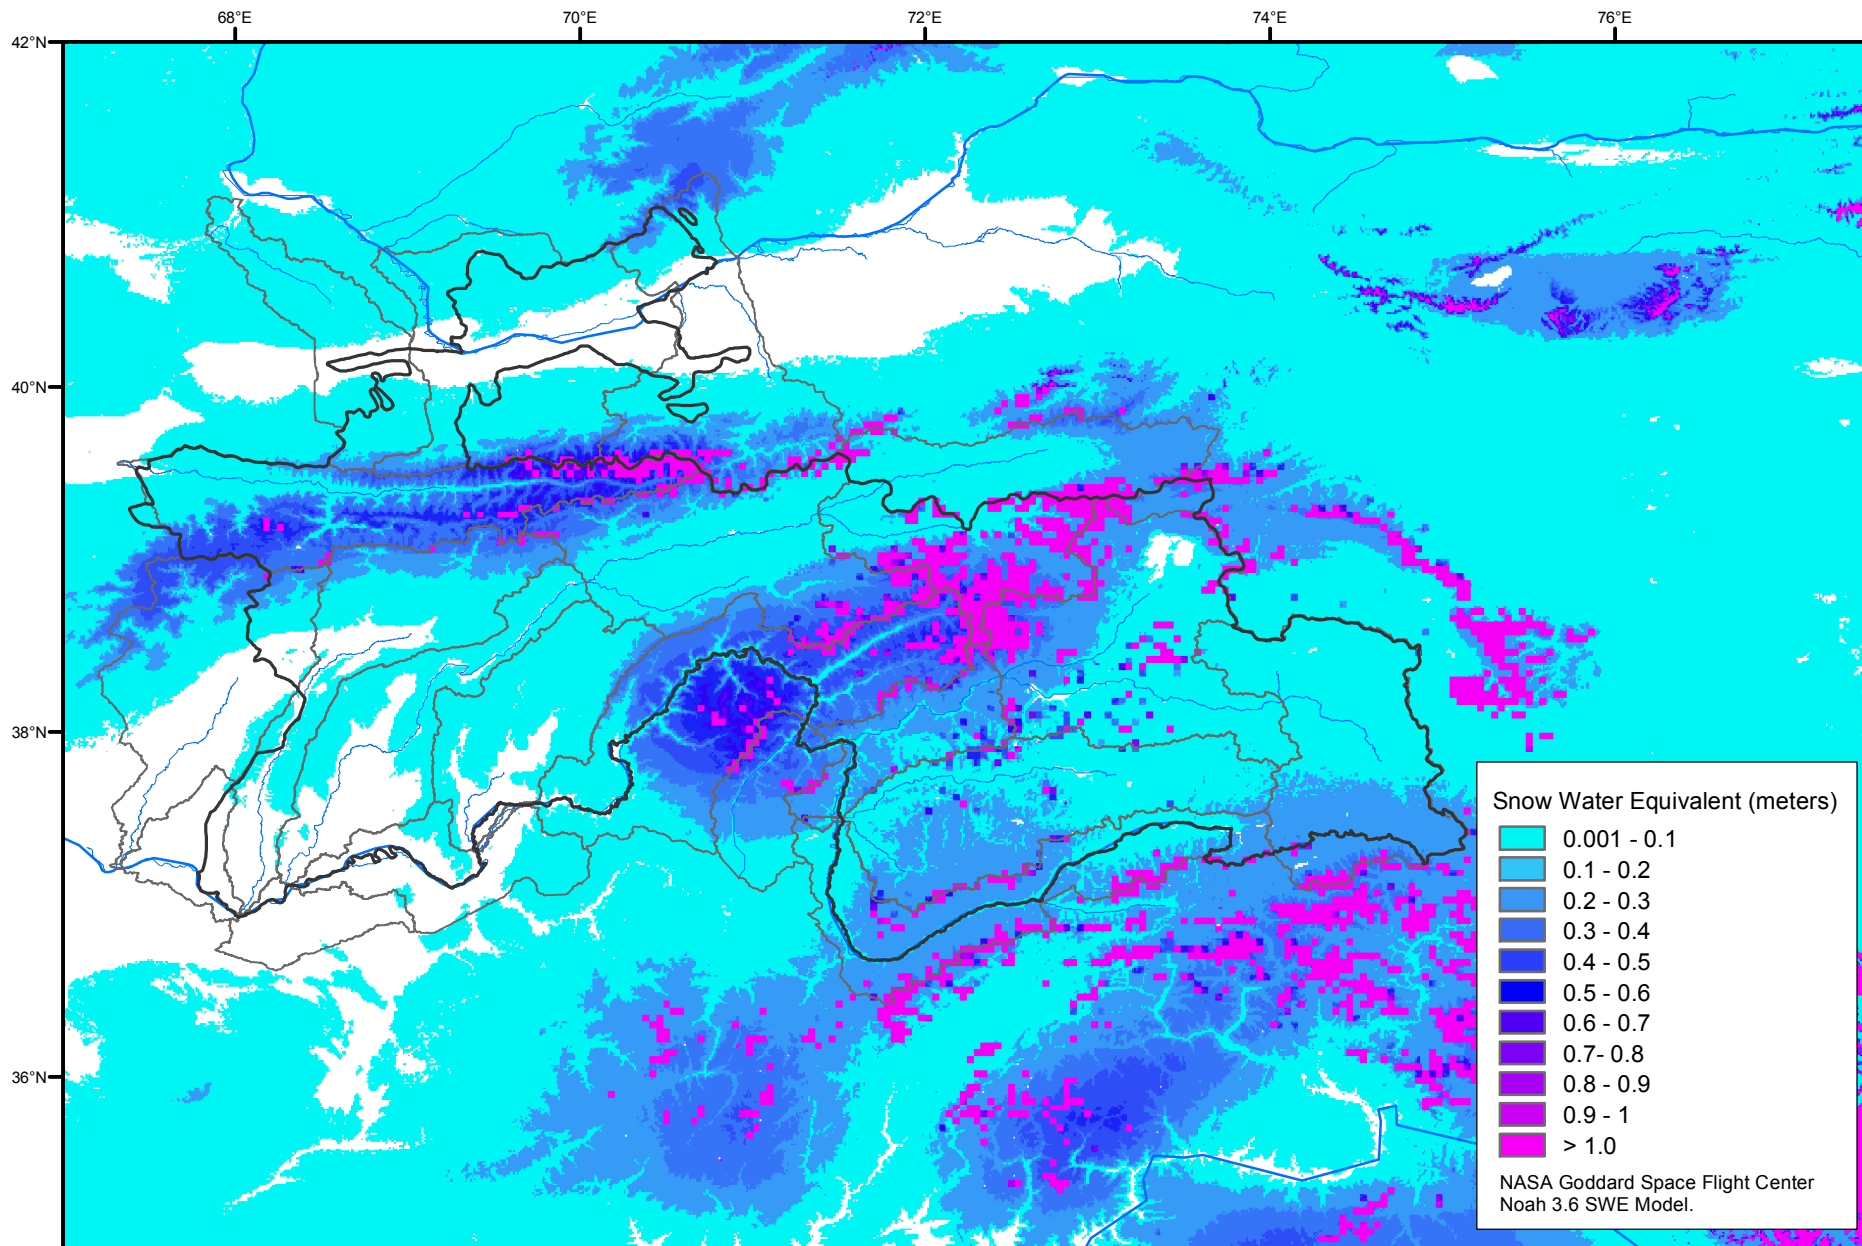 68°E
70°E
72°E
74°E
76°E
42°N
40°N
38°N
36°N
Snow Water Equivalent (meters)
0.001 - 0.1
0.1 - 0.2
0.2 - 0.3
0.3 - 0.4
0.4 - 0.5
0.5 - 0.6
0.6 - 0.7
0.7- 0.8
0.8 - 0.9
0.9 - 1
> 1.0
NASA Goddard Space Flight Center
Noah 3.6 SWE Model.